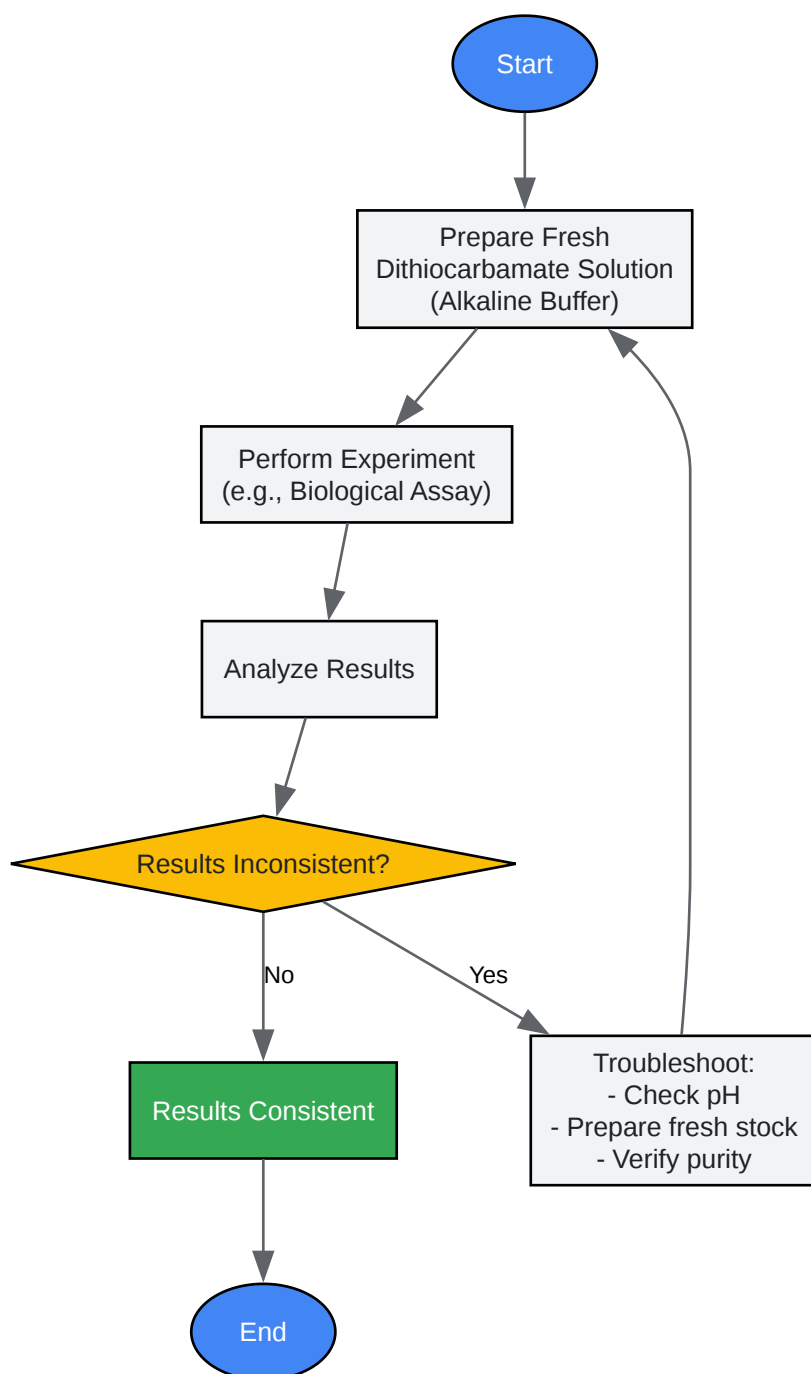 Start
Prepare Fresh
Dithiocarbamate Solution
(Alkaline Buffer)
Perform Experiment
(e.g., Biological Assay)
Analyze Results
Results Inconsistent?
No
Yes
Troubleshoot:
- Check pH
- Prepare fresh stock
- Verify purity
Results Consistent
End